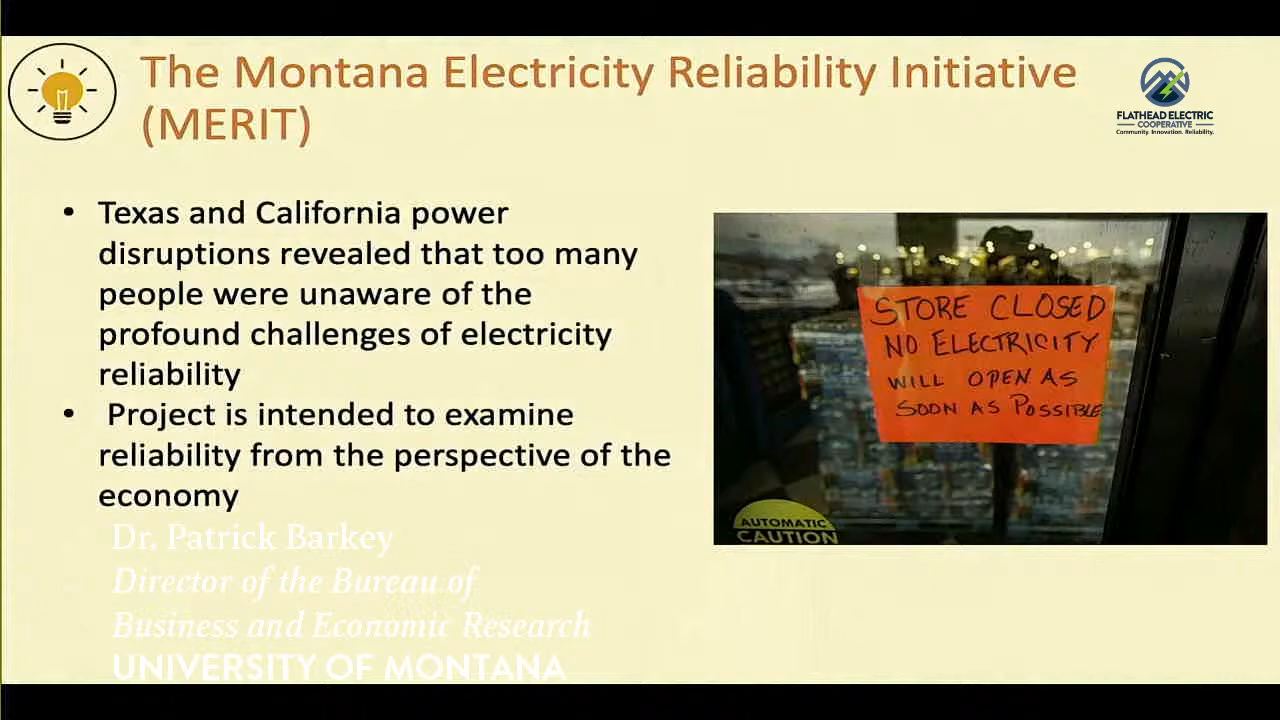 The Montana Electricity Reliability Initiative
(MERIT)
FLATHEAD ELECTRIC
COOPERATIVE
Community. Innovation. Reliability.
• Texas and California power
disruptions revealed that too many
people were unaware of the
profound challenges of electricity
reliability
• Project is intended to examine
reliability from the perspective of the
economy
STORE CLOSED
NO ELECTRICITY
WILL OPEN AS
SOON AS POSSIBLE
AUTOMATIC
CAUTION
Dr. Patrick Barkey
Director of the Bureau of
Business and Economic Research
UNIVERSITY OF MONTANA